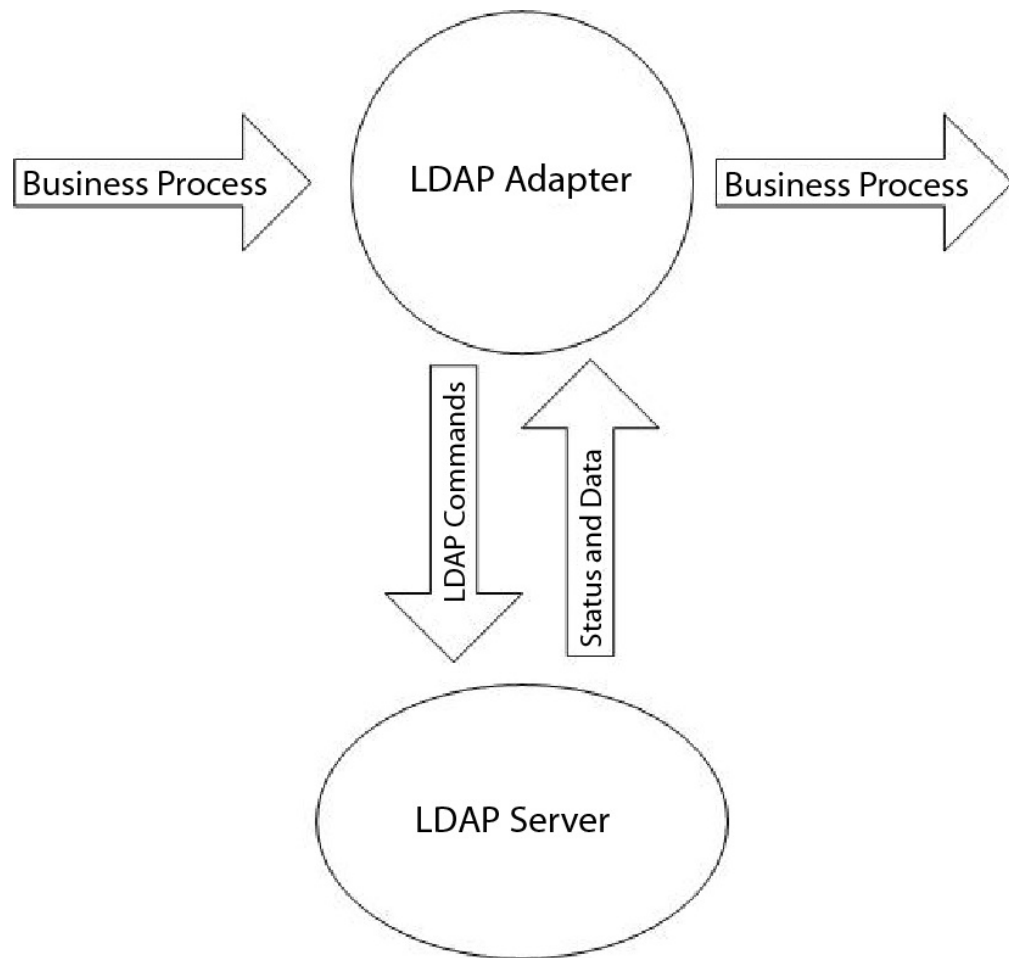 Business Process
LDAP Adapter
Business Process
LDAP Commands
Status and Data
LDAP Server